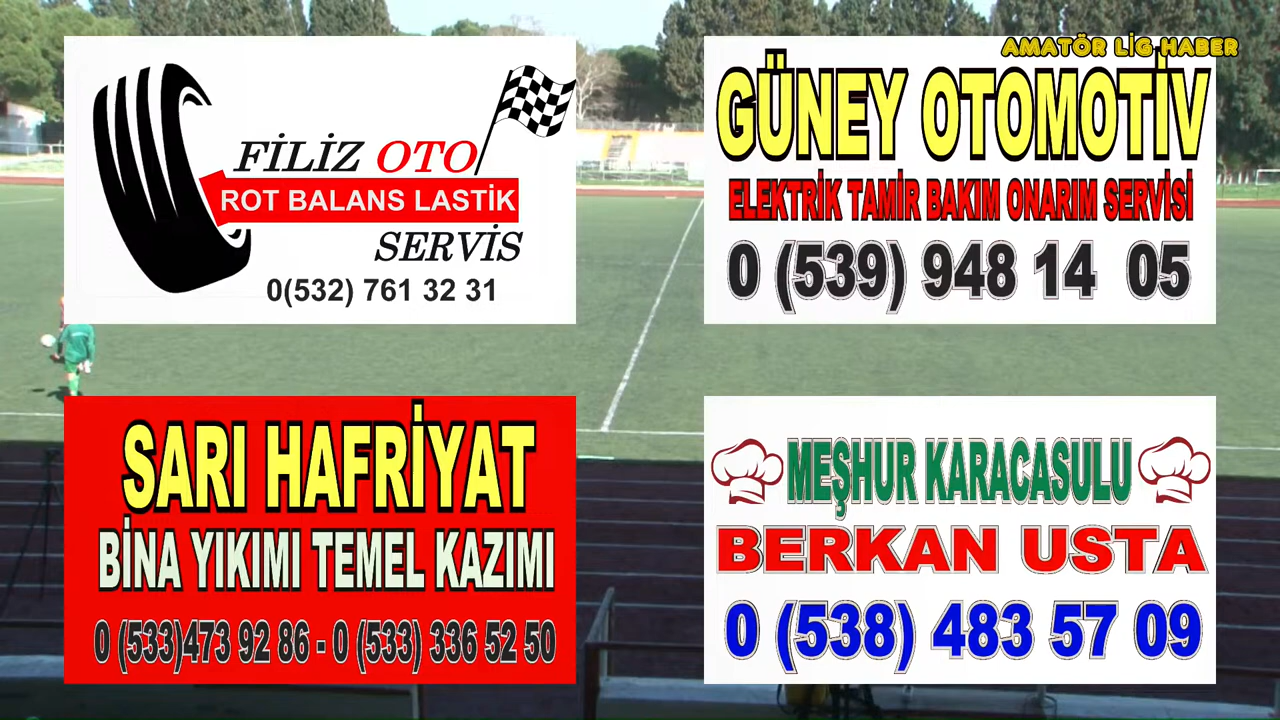 AMATÖR LİG HABER
FİLİZ OTO
ROT BALANS LASTİK
SERVİS
0(532) 761 32 31
GÜNEY OTOMOTİV
ELEKTRİK TAMİR BAKIM ONARIM SERVİSİ
0 (539) 948 14 05
SARI HAFRİYAT
BİNA YIKIMI TEMEL KAZIMI
0 (533)473 92 86 - 0 (533) 336 52 50
MEŞHUR KARACASULU
BERKAN USTA
0 (538) 483 57 09